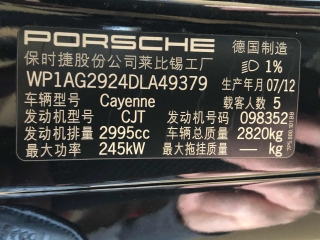 PORSCHE 德国制造
保时捷股份公司莱比锡工厂 1%
WP1AG2924DLA49379 生产年月 07/12
车辆型号 Cayenne 载客人数 5
发动机型号 CJT 发动机号码 098352
发动机排量 2995cc 车辆总质量 2820kg
最大功率 245kW 最大拖挂质量 — kg